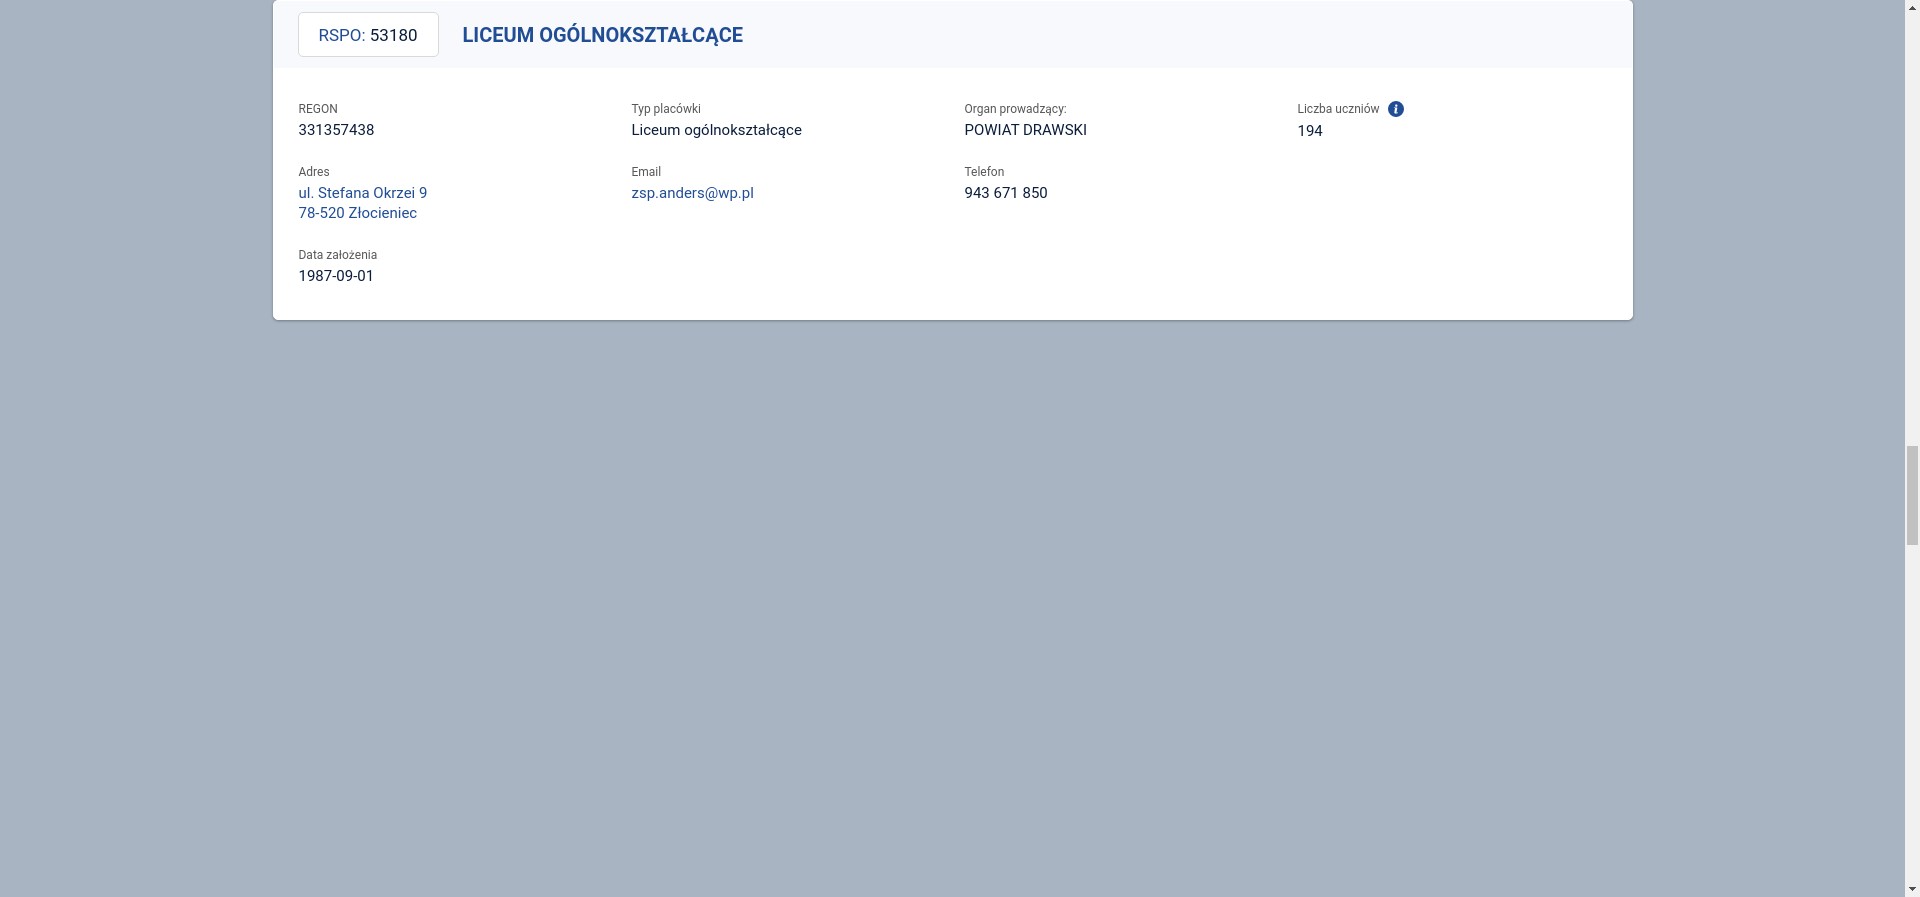 RSPO: 53180
LICEUM OGÓLNOKSZTAŁCĄCE
REGON
331357438
Typ placówki
Liceum ogólnokształcące
Organ prowadzący:
POWIAT DRAWSKI
Liczba uczniów
194
Adres
ul. Stefana Okrzei 9
78-520 Złocieniec
Email
zsp.anders@wp.pl
Telefon
943 671 850
Data założenia
1987-09-01